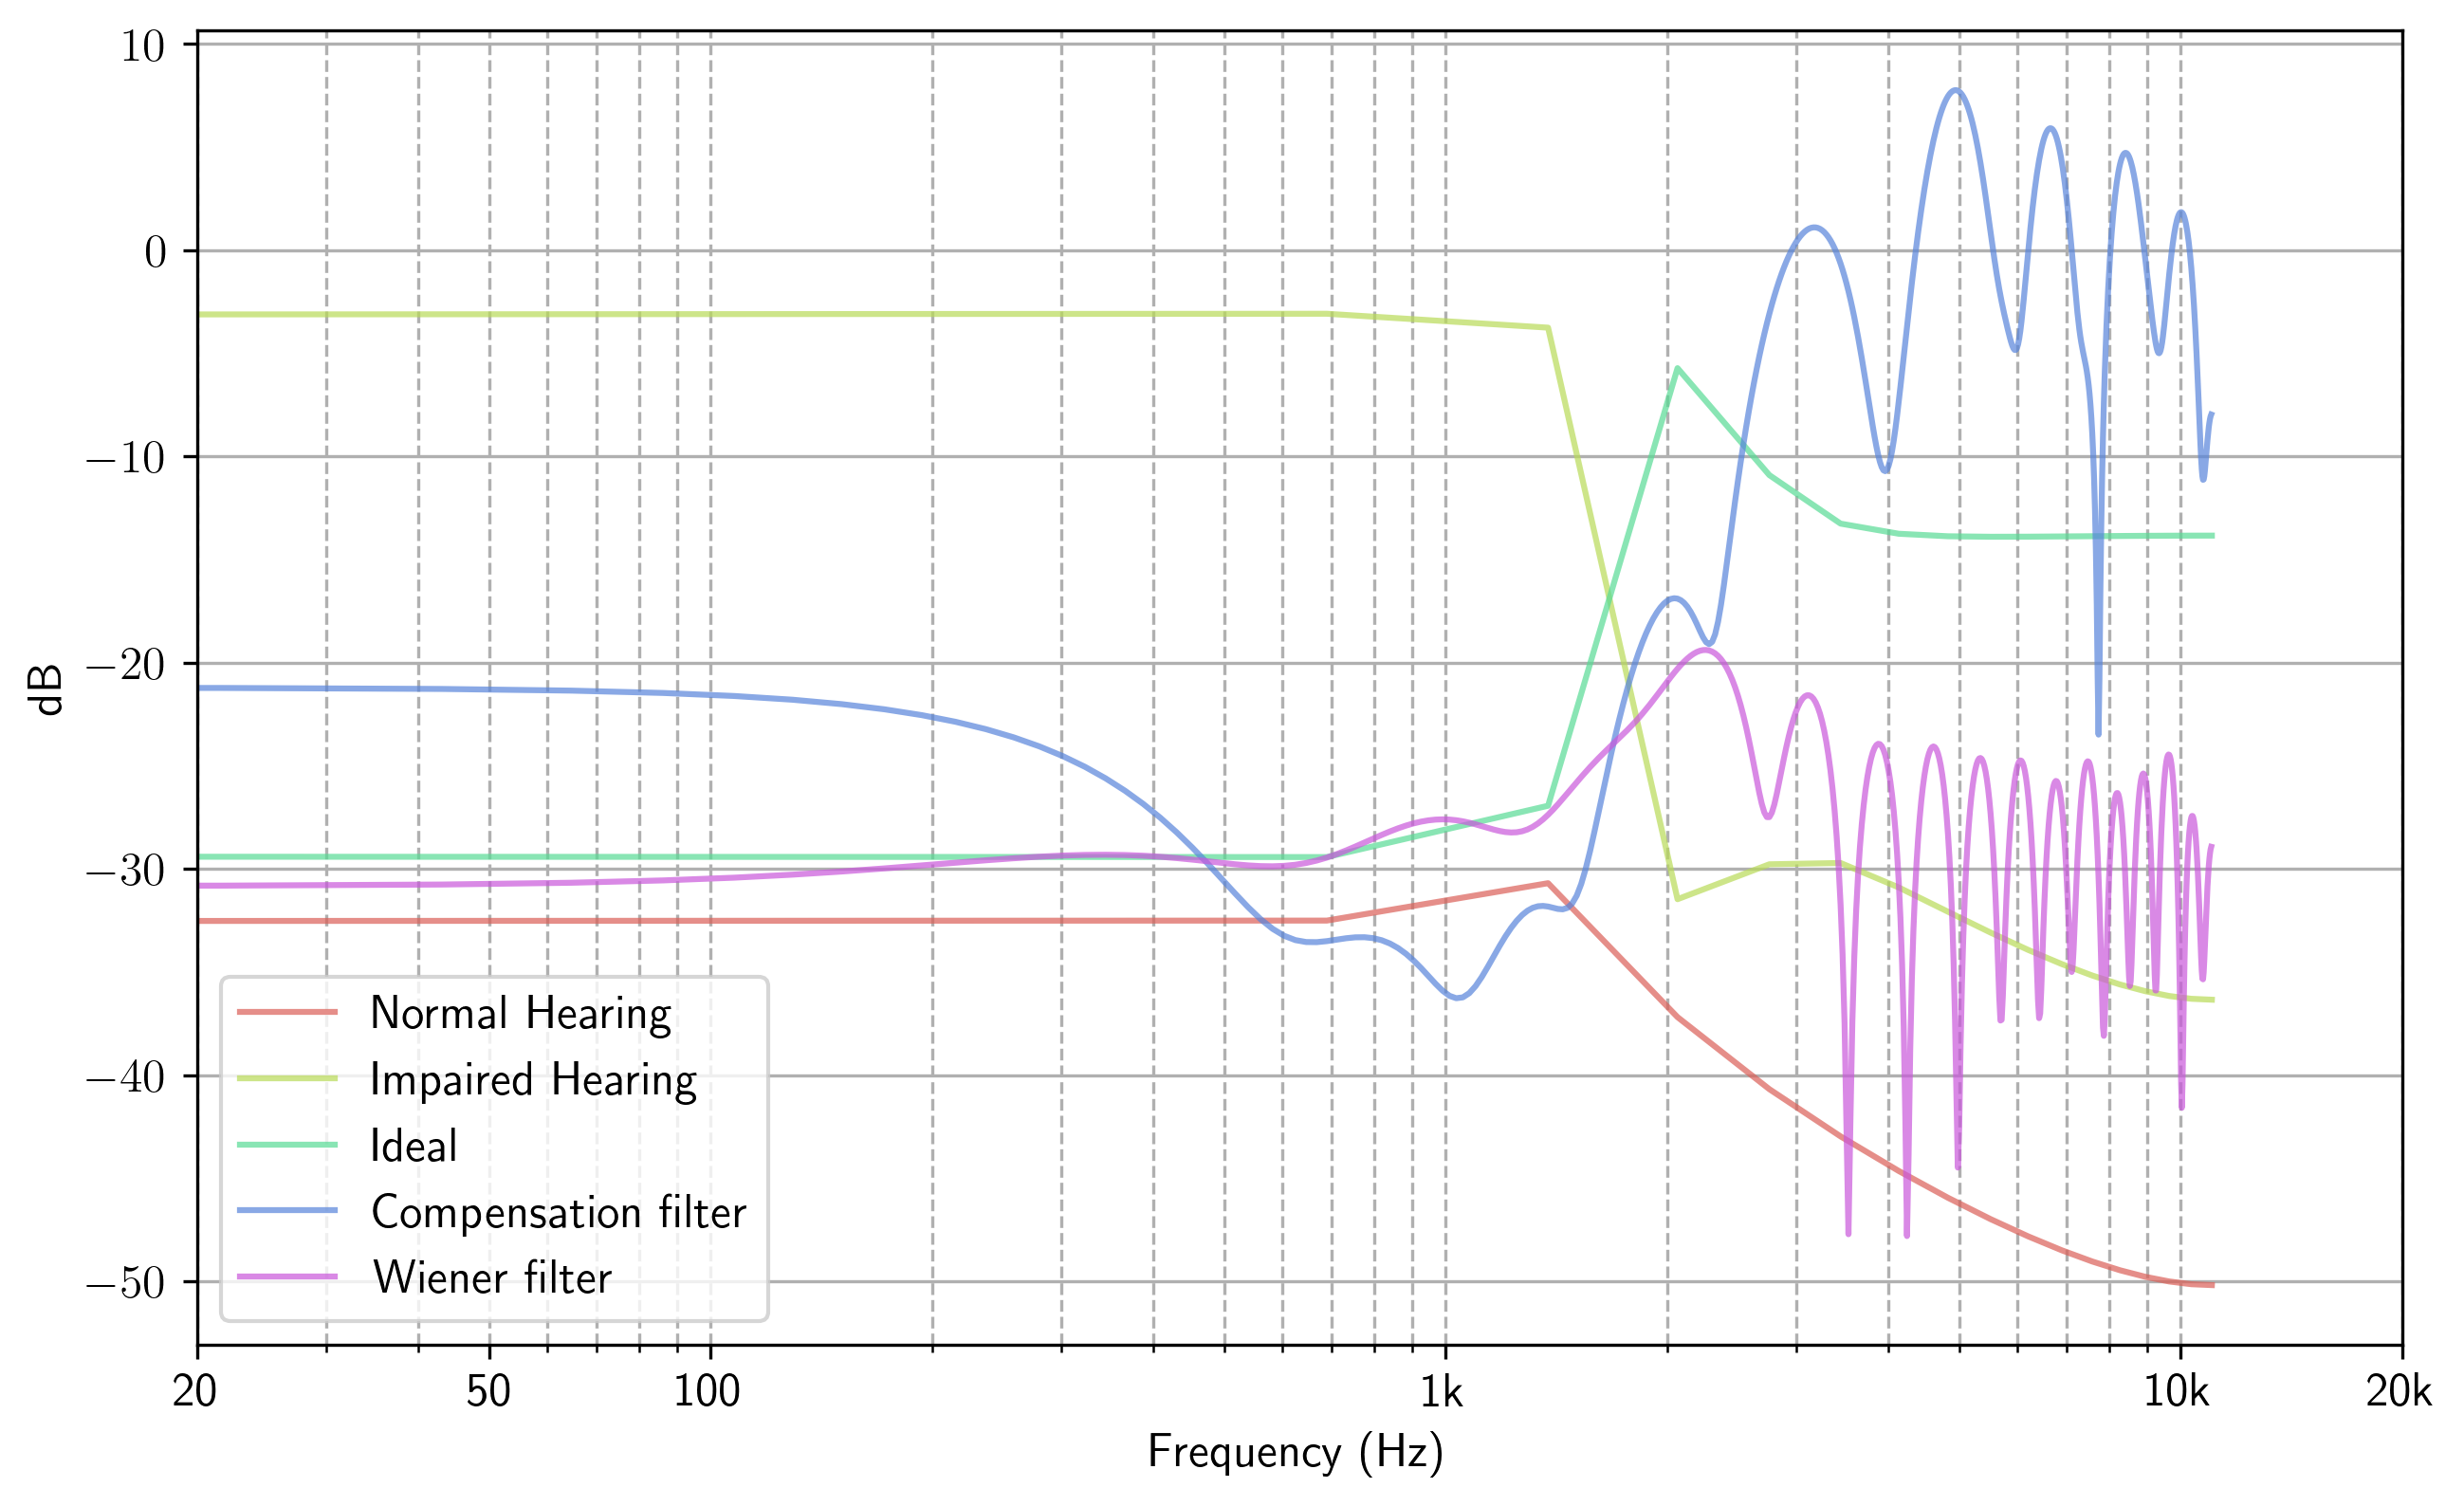 10
0
−10
−20
−30
−40
−50
dB
Normal Hearing
Impaired Hearing
Ideal
Compensation filter
Wiener filter
20 50 100 1k 10k 20k
Frequency (Hz)